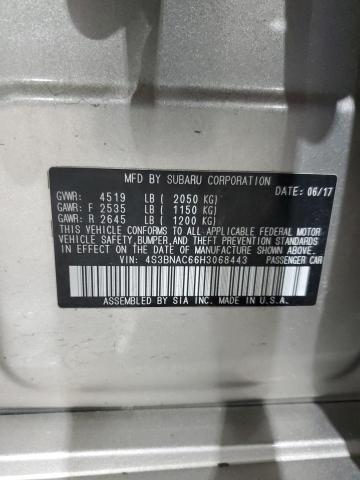 MFD BY SUBARU CORPORATION
GVWR: 4519 LB ( 2050 KG) DATE: 06/17
GAWR: F 2535 LB ( 1150 KG)
GAWR: R 2645 LB ( 1200 KG)
THIS VEHICLE CONFORMS TO ALL APPLICABLE FEDERAL MOTOR
VEHICLE SAFETY, BUMPER, AND THEFT PREVENTION STANDARDS
IN EFFECT ON THE DATE OF MANUFACTURE SHOWN ABOVE.
VIN: 4S3BNAC66H3068443 PASSENGER CAR
ASSEMBLED BY SIA INC. MADE IN U.S.A.